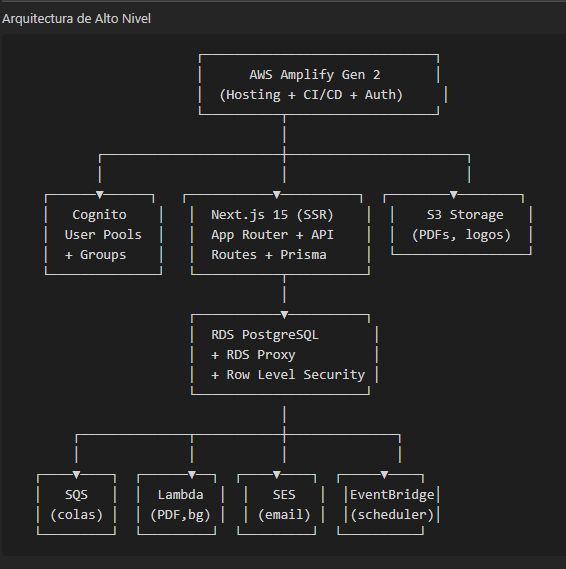 Arquitectura de Alto Nivel
AWS Amplify Gen 2
(Hosting + CI/CD + Auth)
Cognito
User Pools
+ Groups
Next.js 15 (SSR)
App Router + API
Routes + Prisma
S3 Storage
(PDFs, logos)
RDS PostgreSQL
+ RDS Proxy
+ Row Level Security
SQS
(colas)
Lambda
(PDF,bg)
SES
(email)
EventBridge
(scheduler)